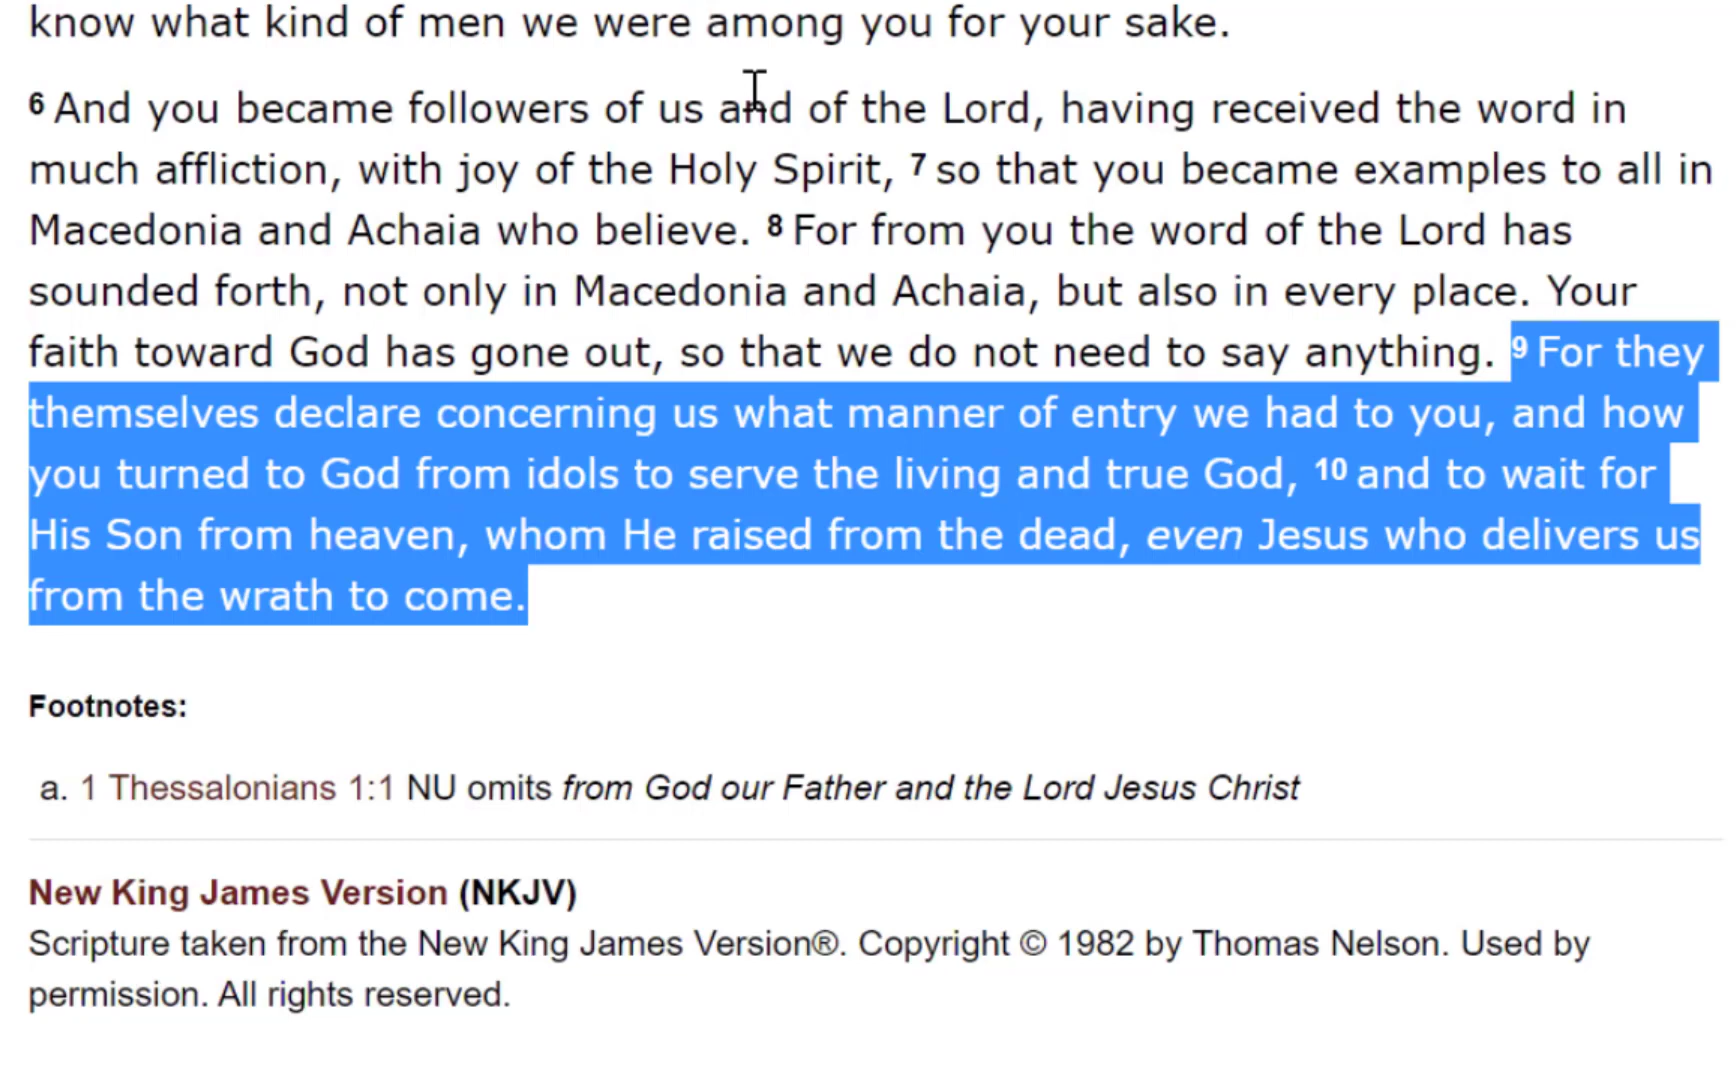 know what kind of men we were among you for your sake.
6 And you became followers of us and of the Lord, having received the word in
much affliction, with joy of the Holy Spirit, 7 so that you became examples to all in
Macedonia and Achaia who believe. 8 For from you the word of the Lord has
sounded forth, not only in Macedonia and Achaia, but also in every place. Your
faith toward God has gone out, so that we do not need to say anything. 9 For they
themselves declare concerning us what manner of entry we had to you, and how
you turned to God from idols to serve the living and true God, 10 and to wait for
His Son from heaven, whom He raised from the dead, even Jesus who delivers us
from the wrath to come.
Footnotes:
a. 1 Thessalonians 1:1 NU omits from God our Father and the Lord Jesus Christ
New King James Version (NKJV)
Scripture taken from the New King James Version®. Copyright © 1982 by Thomas Nelson. Used by
permission. All rights reserved.